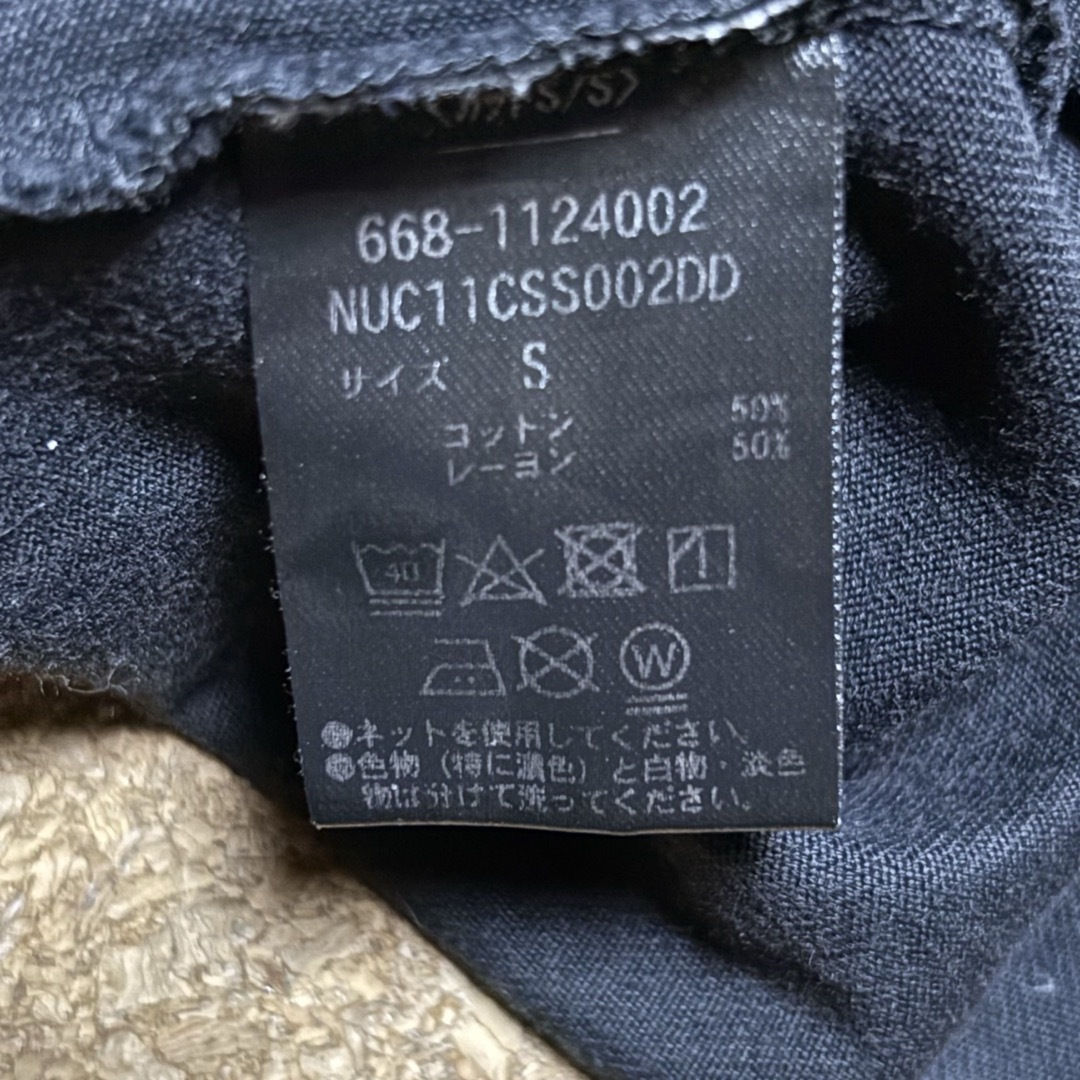 S/S>
668-1124002
NUC11CSS002DD
サイズ S
コットン 50%
レーヨン 50%
40
W
●ネットを使用してください。
●色物（特に濃色）と白物・淡色
物は分けて洗ってください。